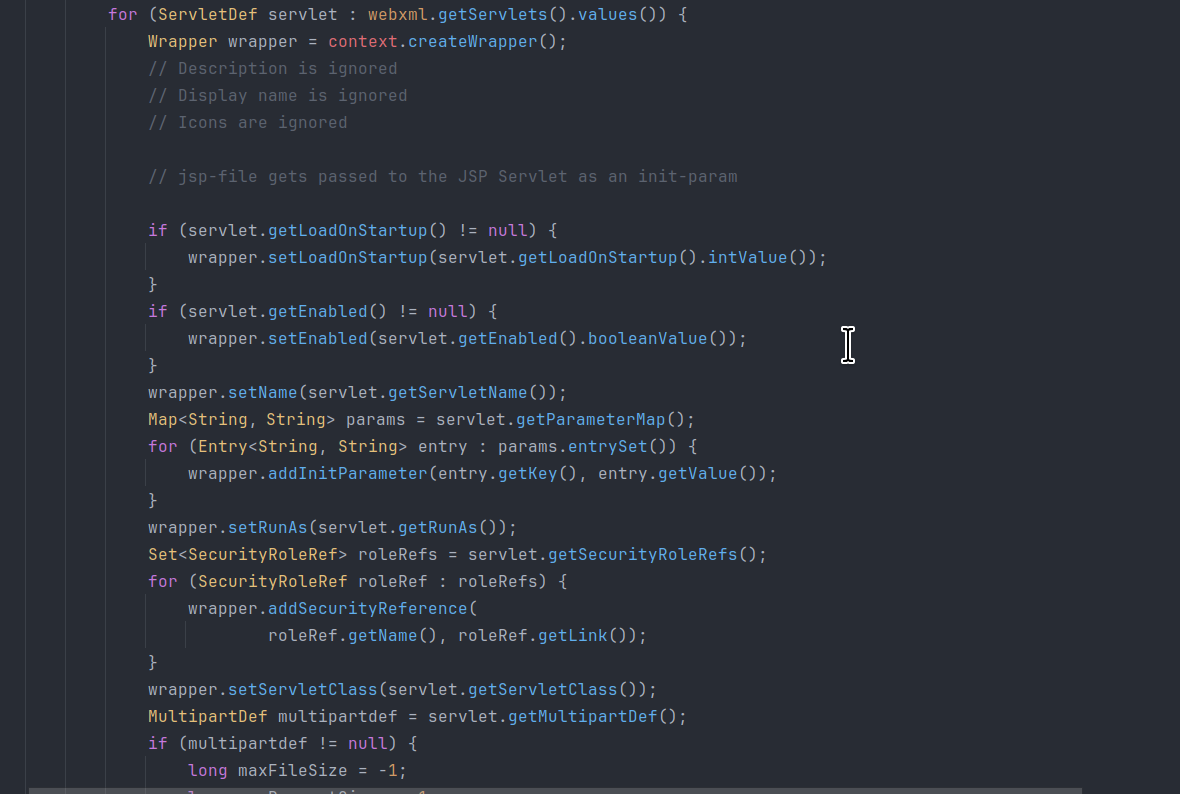 for (ServletDef servlet : webxml.getServlets().values()) {
Wrapper wrapper = context.createWrapper();
// Description is ignored
// Display name is ignored
// Icons are ignored
// jsp-file gets passed to the JSP Servlet as an init-param
if (servlet.getLoadOnStartup() != null) {
wrapper.setLoadOnStartup(servlet.getLoadOnStartup().intValue());
}
if (servlet.getEnabled() != null) {
wrapper.setEnabled(servlet.getEnabled().booleanValue());
}
wrapper.setName(servlet.getServletName());
Map<String, String> params = servlet.getParameterMap();
for (Entry<String, String> entry : params.entrySet()) {
wrapper.addInitParameter(entry.getKey(), entry.getValue());
}
wrapper.setRunAs(servlet.getRunAs());
Set<SecurityRoleRef> roleRefs = servlet.getSecurityRoleRefs();
for (SecurityRoleRef roleRef : roleRefs) {
wrapper.addSecurityReference(
roleRef.getName(), roleRef.getLink());
}
wrapper.setServletClass(servlet.getServletClass());
MultipartDef multipartdef = servlet.getMultipartDef();
if (multipartdef != null) {
long maxFileSize = -1;